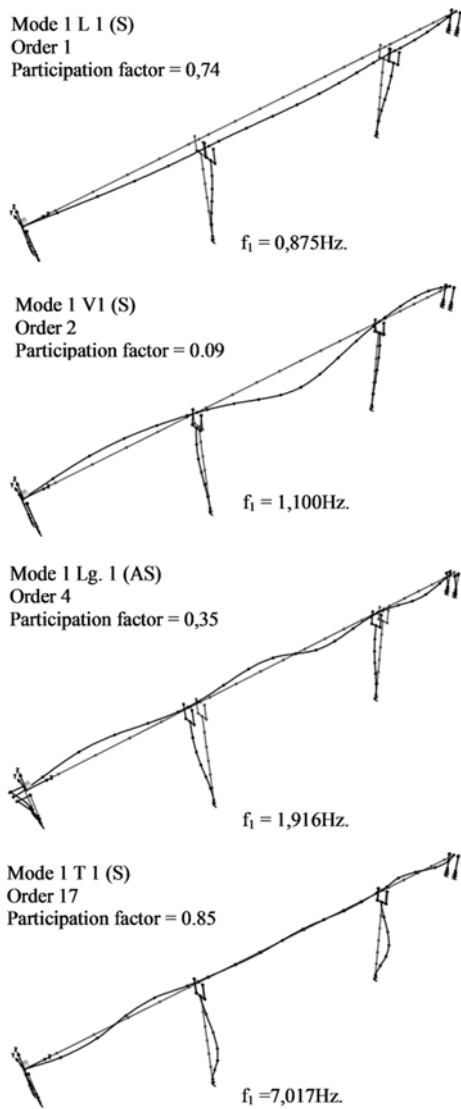 Mode 1 L 1 (S)
Order 1
Participation factor = 0,74
f₁ = 0,875Hz.
Mode 1 V1 (S)
Order 2
Participation factor = 0.09
f₁ = 1,100Hz.
Mode 1 Lg. 1 (AS)
Order 4
Participation factor = 0,35
f₁ = 1,916Hz.
Mode 1 T 1 (S)
Order 17
Participation factor = 0.85
f₁ =7,017Hz.